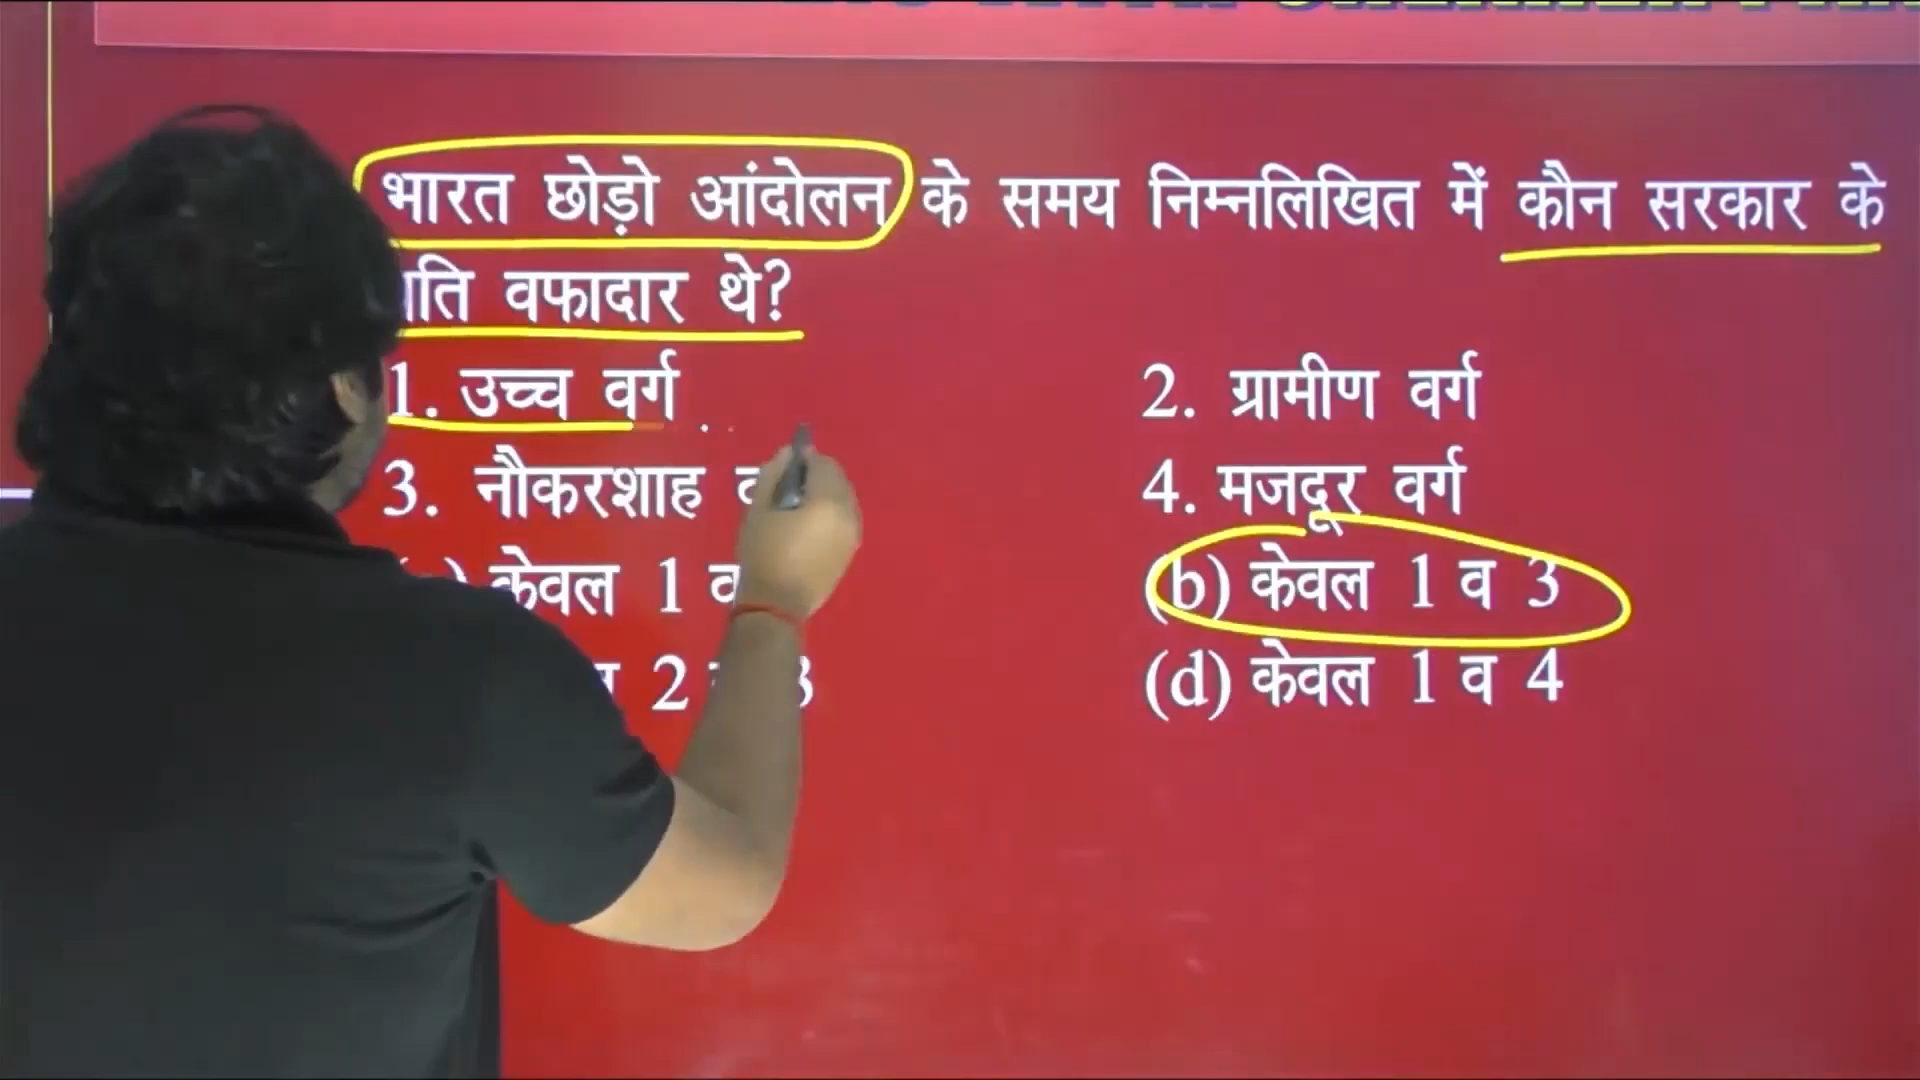 भारत छोड़ो आंदोलन के समय निम्नलिखित में कौन सरकार के
वफादार थे?
1. उच्च वर्ग
2. ग्रामीण वर्ग
3. नौकरशाह
4. मजदूर वर्ग
केवल 1 व
(b) केवल 1 व 3
2
(d) केवल 1 व 4